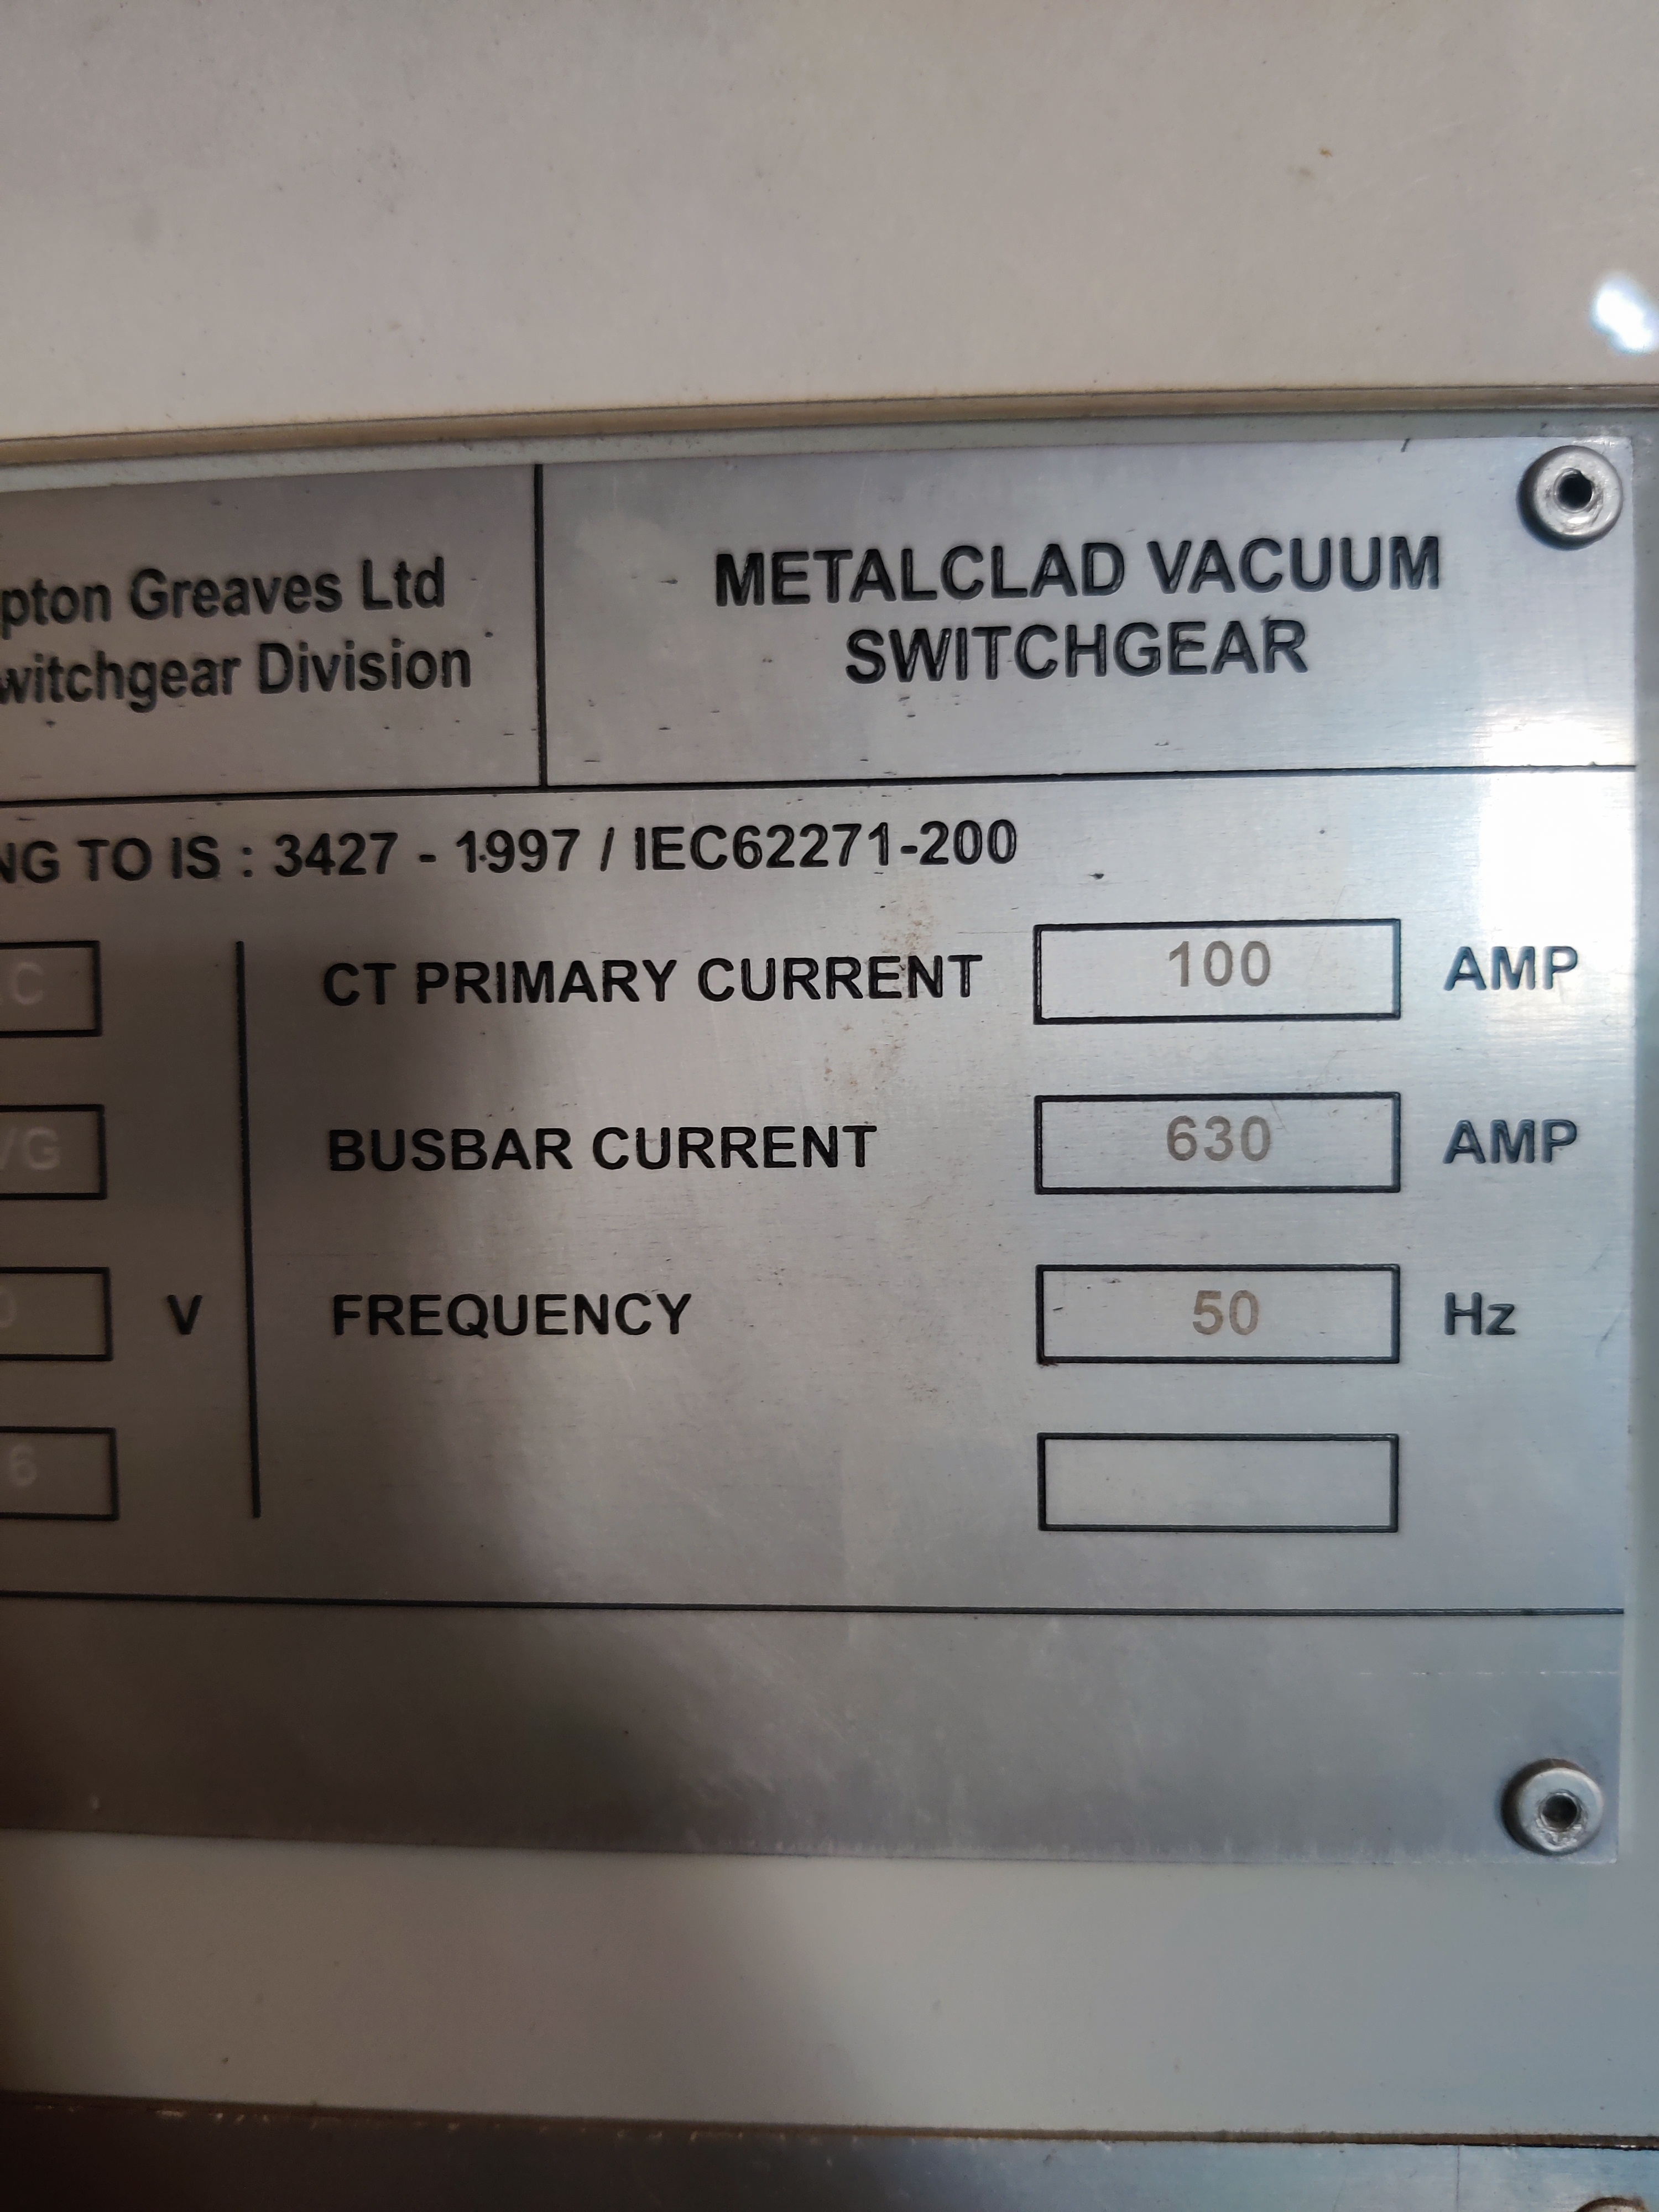 pton Greaves Ltd
witchgear Division
METALCLAD VACUUM
SWITCHGEAR
NG TO IS : 3427 - 1997 / IEC62271-200
C
CT PRIMARY CURRENT 100 AMP
VG
BUSBAR CURRENT 630 AMP
V
FREQUENCY 50 Hz
6